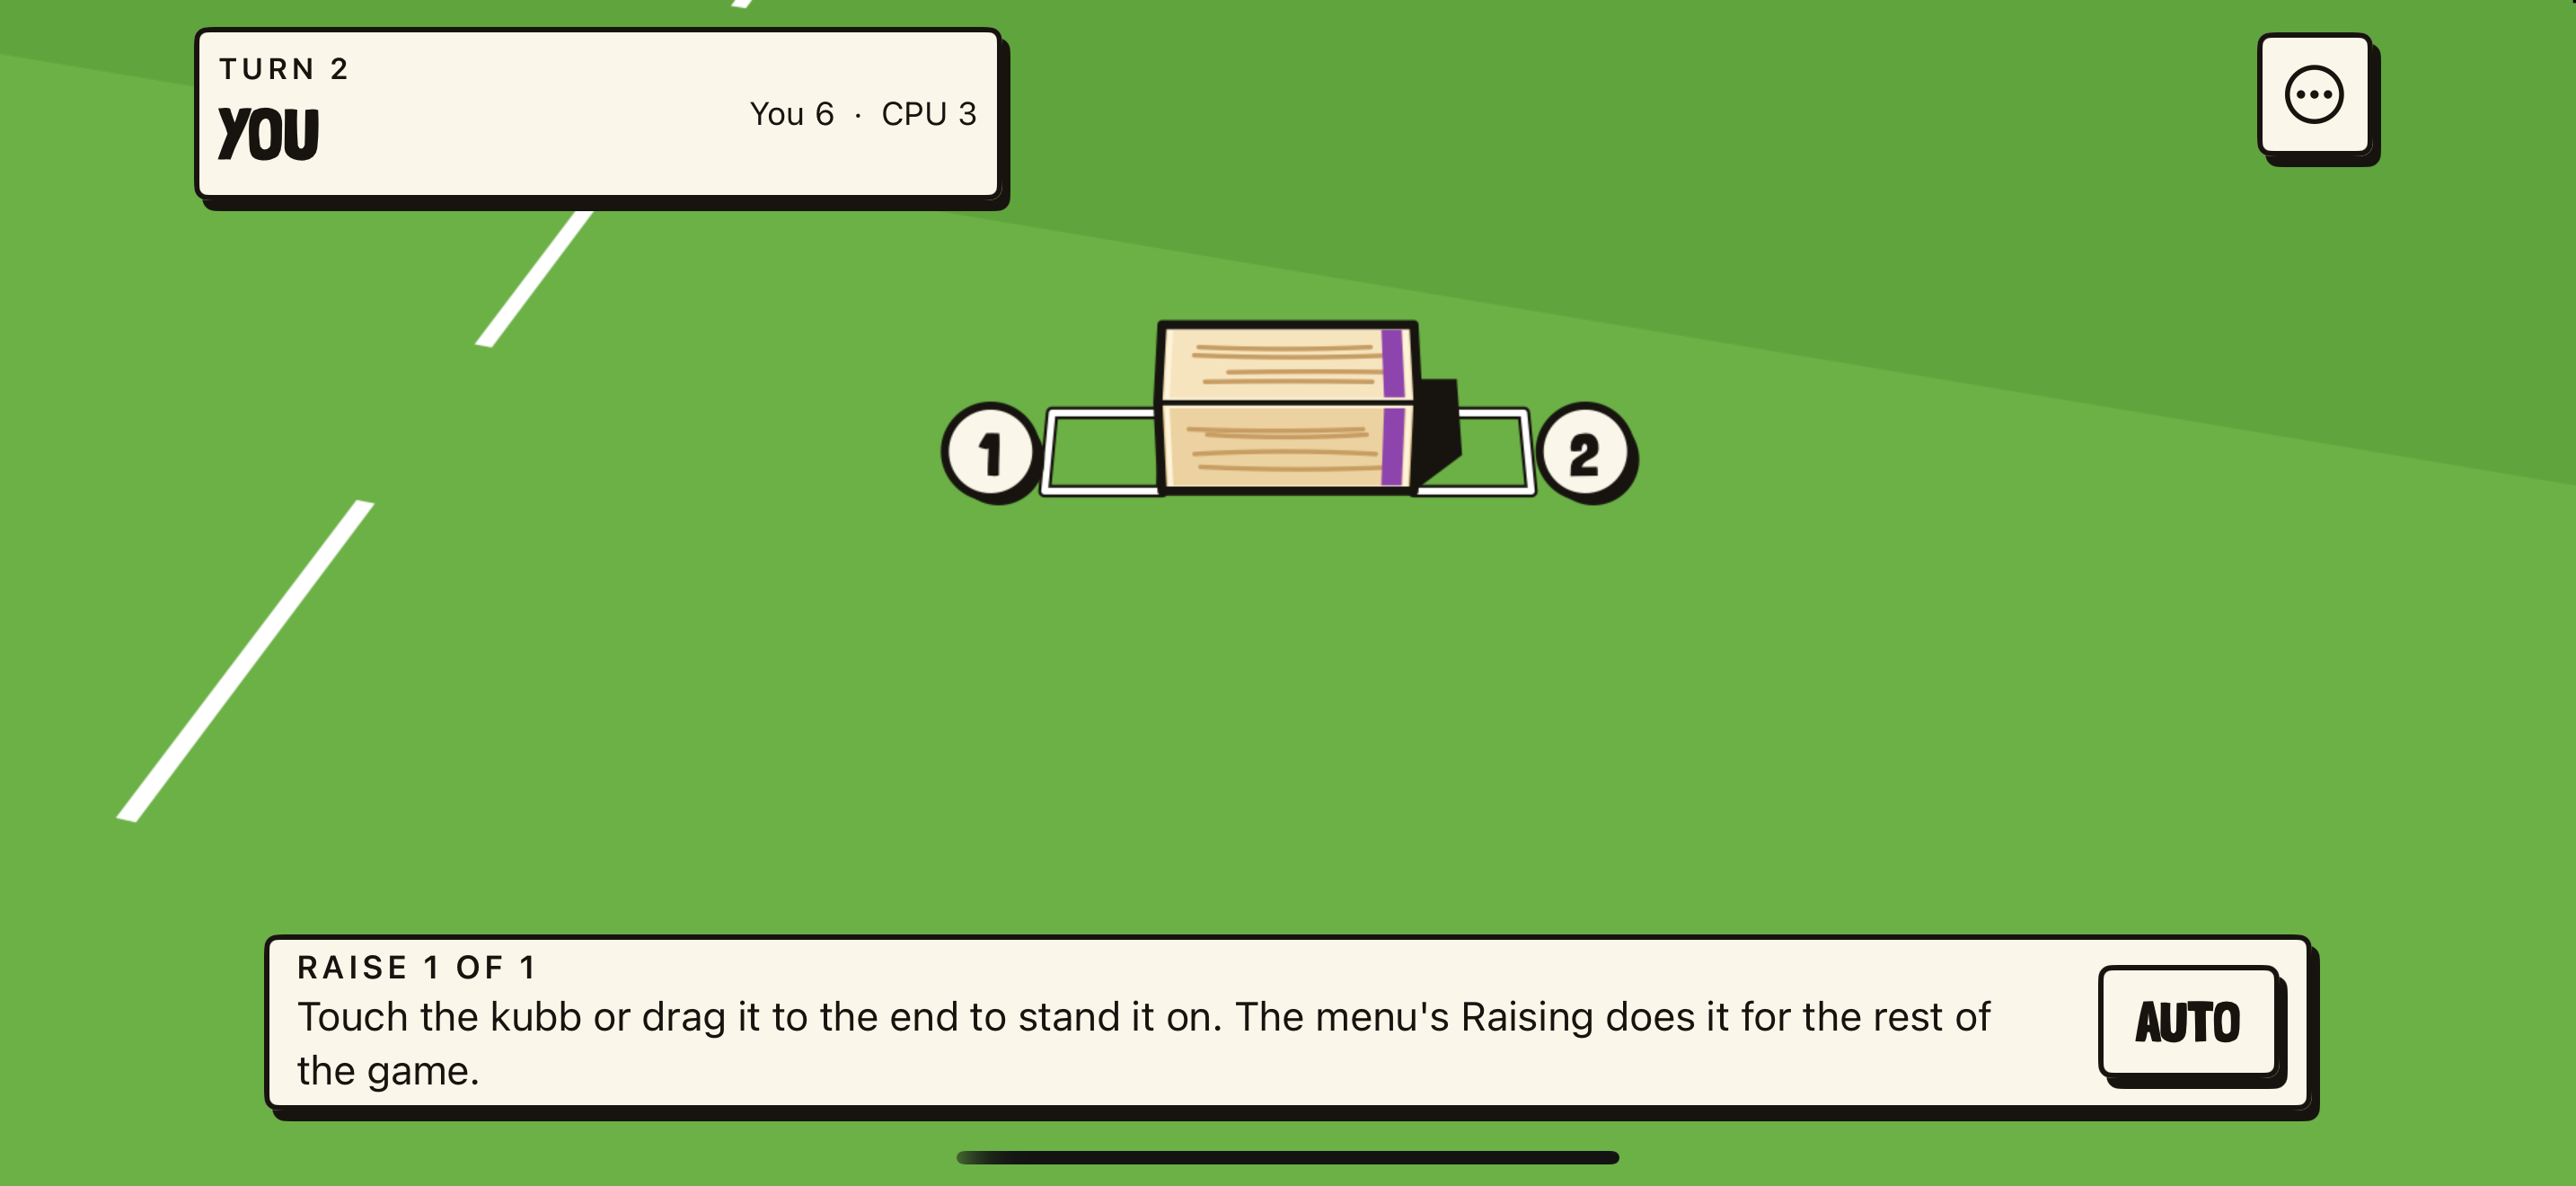 TURN 2
YOU
You 6 · CPU 3
1
2
RAISE 1 OF 1
Touch the kubb or drag it to the end to stand it on. The menu's Raising does it for the rest of
the game.
AUTO